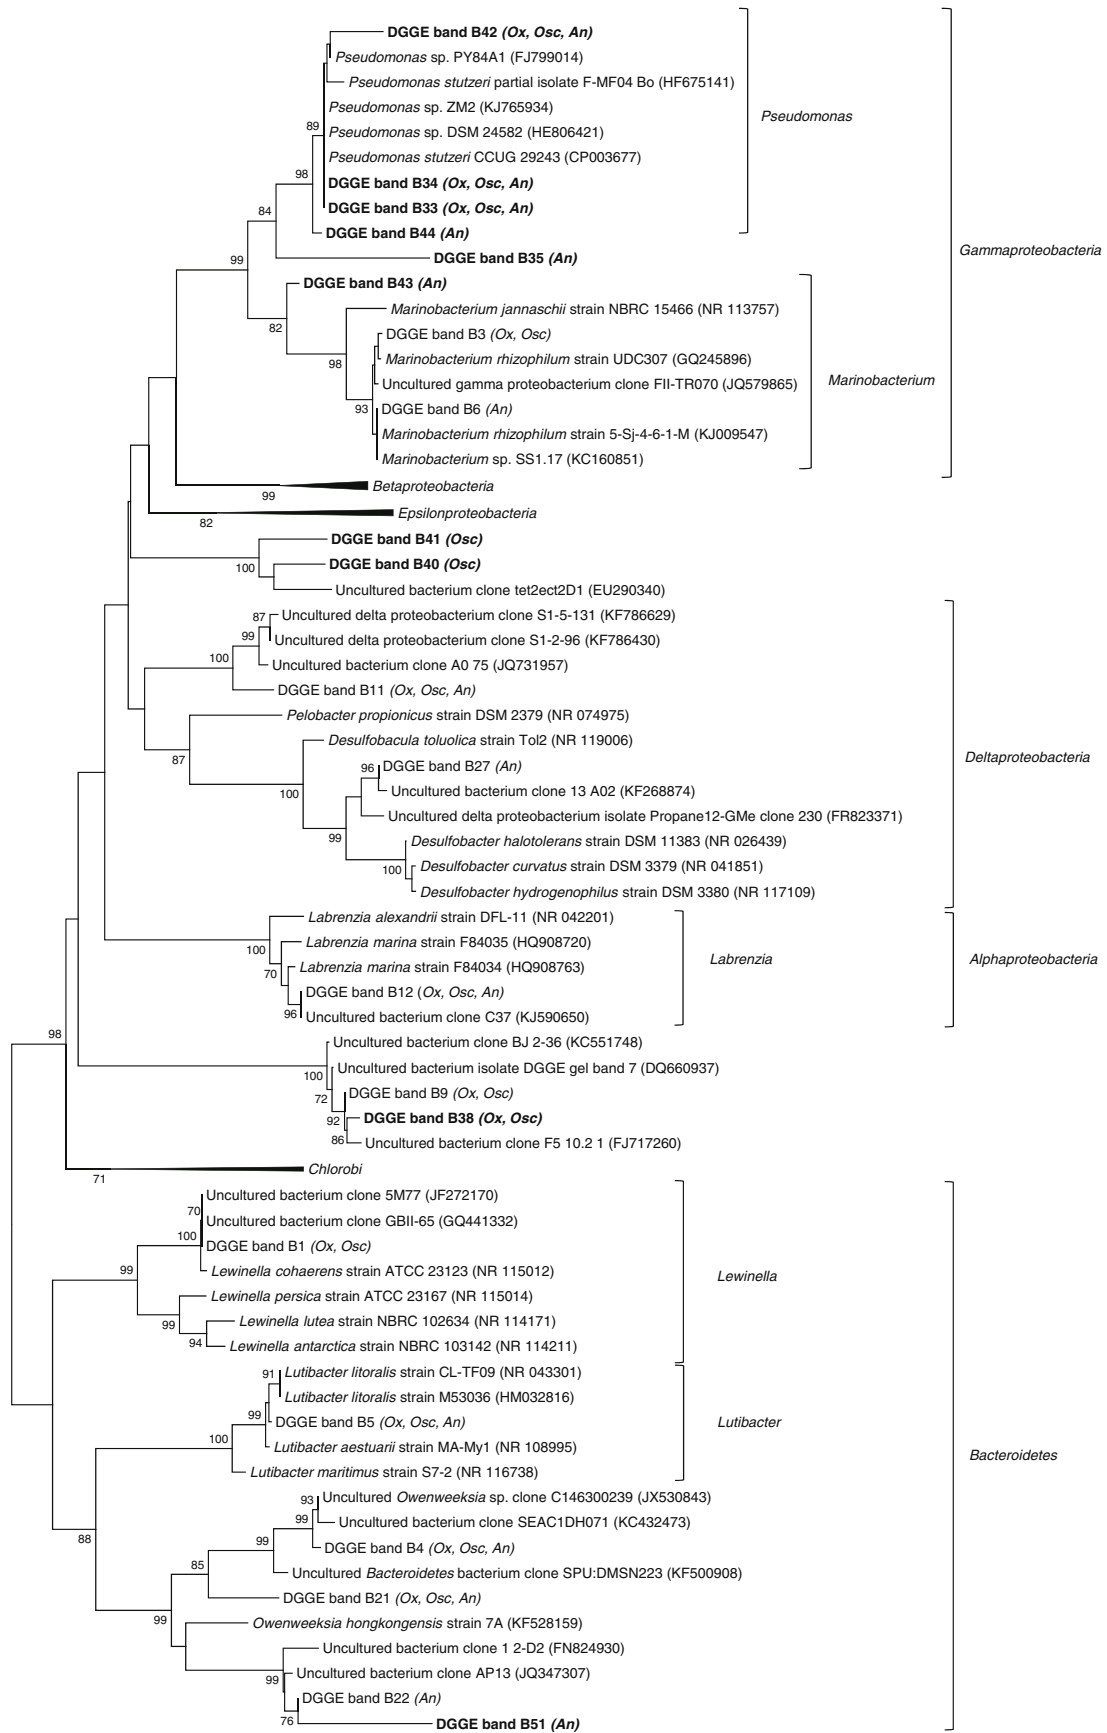 DGGE band B42 (Ox, Osc, An)
Pseudomonas sp. PY84A1 (FJ799014)
Pseudomonas stutzeri partial isolate F-MF04 Bo (HF675141)
Pseudomonas sp. ZM2 (KJ765934)
Pseudomonas
89
Pseudomonas sp. DSM 24582 (HE806421)
Pseudomonas stutzeri CCUG 29243 (CP003677)
98
DGGE band B34 (Ox, Osc, An)
DGGE band B33 (Ox, Osc, An)
84
DGGE band B44 (An)
99
DGGE band B35 (An)
Gammaproteobacteria
DGGE band B43 (An)
Marinobacterium jannaschii strain NBRC 15466 (NR 113757)
82
DGGE band B3 (Ox, Osc)
98
Marinobacterium rhizophilum strain UDC307 (GQ245896)
Uncultured gamma proteobacterium clone FII-TR070 (JQ579865)
Marinobacterium
93
DGGE band B6 (An)
Marinobacterium rhizophilum strain 5-Sj-4-6-1-M (KJ009547)
Marinobacterium sp. SS1.17 (KC160851)
99
Betaproteobacteria
82
Epsilonproteobacteria
DGGE band B41 (Osc)
100
DGGE band B40 (Osc)
Uncultured bacterium clone tet2ect2D1 (EU290340)
87
Uncultured delta proteobacterium clone S1-5-131 (KF786629)
99
Uncultured delta proteobacterium clone S1-2-96 (KF786430)
100
Uncultured bacterium clone A0 75 (JQ731957)
DGGE band B11 (Ox, Osc, An)
Pelobacter propionicus strain DSM 2379 (NR 074975)
87
Desulfobacula toluolica strain Tol2 (NR 119006)
Deltaproteobacteria
96
DGGE band B27 (An)
100
Uncultured bacterium clone 13 A02 (KF268874)
Uncultured delta proteobacterium isolate Propane12-GMe clone 230 (FR823371)
99
Desulfobacter halotolerans strain DSM 11383 (NR 026439)
100
Desulfobacter curvatus strain DSM 3379 (NR 041851)
Desulfobacter hydrogenophilus strain DSM 3380 (NR 117109)
Labrenzia alexandrii strain DFL-11 (NR 042201)
100
Labrenzia marina strain F84035 (HQ908720)
Labrenzia
Alphaproteobacteria
70
Labrenzia marina strain F84034 (HQ908763)
DGGE band B12 (Ox, Osc, An)
96
Uncultured bacterium clone C37 (KJ590650)
98
Uncultured bacterium clone BJ 2-36 (KC551748)
100
Uncultured bacterium isolate DGGE gel band 7 (DQ660937)
72
DGGE band B9 (Ox, Osc)
92
DGGE band B38 (Ox, Osc)
86
Uncultured bacterium clone F5 10.2 1 (FJ717260)
71
Chlorobi
Uncultured bacterium clone 5M77 (JF272170)
70
Uncultured bacterium clone GBII-65 (GQ441332)
100
DGGE band B1 (Ox, Osc)
99
Lewinella cohaerens strain ATCC 23123 (NR 115012)
Lewinella
Lewinella persica strain ATCC 23167 (NR 115014)
99
Lewinella lutea strain NBRC 102634 (NR 114171)
94
Lewinella antarctica strain NBRC 103142 (NR 114211)
91
Lutibacter litoralis strain CL-TF09 (NR 043301)
Lutibacter litoralis strain M53036 (HM032816)
99
DGGE band B5 (Ox, Osc, An)
Lutibacter
100
Lutibacter aestuarii strain MA-My1 (NR 108995)
Bacteroidetes
Lutibacter maritimus strain S7-2 (NR 116738)
93
Uncultured Owenweeksia sp. clone C146300239 (JX530843)
88
99
Uncultured bacterium clone SEAC1DH071 (KC432473)
99
DGGE band B4 (Ox, Osc, An)
85
Uncultured Bacteroidetes bacterium clone SPU:DMSN223 (KF500908)
DGGE band B21 (Ox, Osc, An)
99
Owenweeksia hongkongensis strain 7A (KF528159)
Uncultured bacterium clone 1 2-D2 (FN824930)
99
Uncultured bacterium clone AP13 (JQ347307)
DGGE band B22 (An)
76
DGGE band B51 (An)